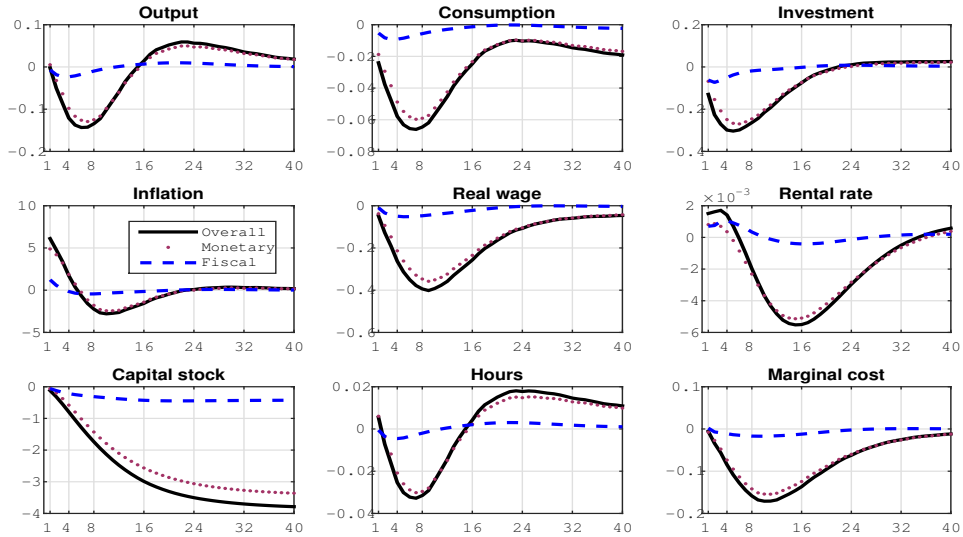 Output Consumption Investment
0.1 0 -0.1 -0.2
1 4 8 16 24 32 40
0 -0.02 -0.04 -0.06 -0.08
1 4 8 16 24 32 40
0.2 0 -0.2 -0.4
1 4 8 16 24 32 40
Inflation Real wage Rental rate
10 5 0 -5
1 4 8 16 24 32 40
Overall
Monetary
Fiscal
0 -0.2 -0.4 -0.6
1 4 8 16 24 32 40
×10⁻³
2 0 -2 -4 -6
1 4 8 16 24 32 40
Capital stock Hours Marginal cost
0 -1 -2 -3 -4
1 4 8 16 24 32 40
0.02 0 -0.02 -0.04
1 4 8 16 24 32 40
0.1 0 -0.1 -0.2
1 4 8 16 24 32 40